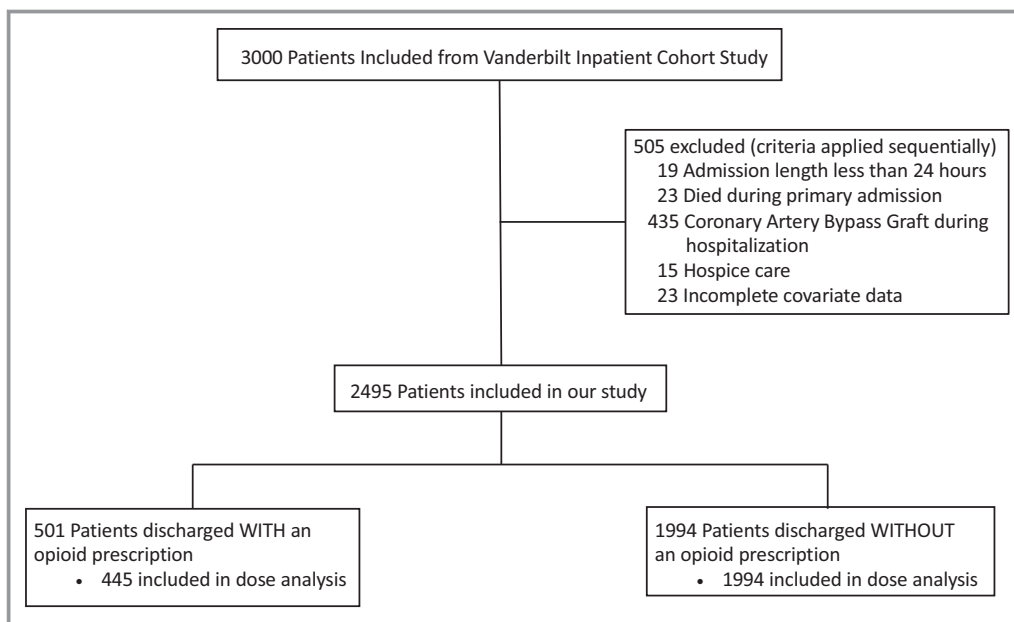 3000 Patients Included from Vanderbilt Inpatient Cohort Study
505 excluded (criteria applied sequentially)
19 Admission length less than 24 hours
23 Died during primary admission
435 Coronary Artery Bypass Graft during
hospitalization
15 Hospice care
23 Incomplete covariate data
2495 Patients included in our study
501 Patients discharged WITH an
opioid prescription
• 445 included in dose analysis
1994 Patients discharged WITHOUT
an opioid prescription
• 1994 included in dose analysis